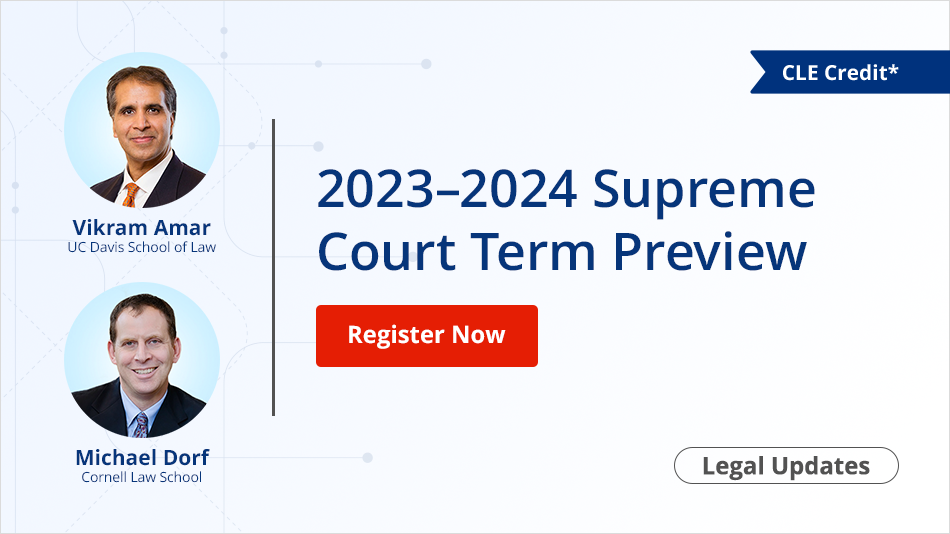 CLE Credit*
Vikram Amar
UC Davis School of Law
2023–2024 Supreme
Court Term Preview
Register Now
Michael Dorf
Cornell Law School
Legal Updates